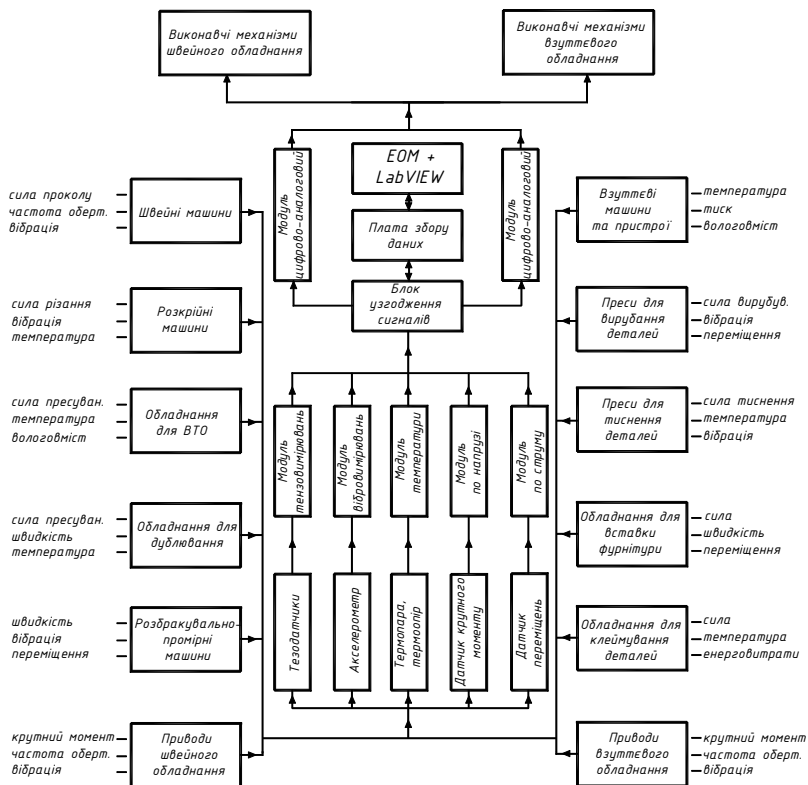 Виконавчі механізми
швейного обладнання
Виконавчі механізми
взуттєвого
обладнання
Модуль
цифрово-аналоговий
ЕОМ +
LabVIEW
Плата збору
даних
Блок
узгодження
сигналів
Модуль
цифрово-аналоговий
сила проколу
частота оберт.
вібрація
Швейні машини
сила різання
вібрація
температура
Розкрійні
машини
сила пресуван.
температура
вологовміст
Обладнання
для ВТО
сила пресуван.
швидкість
температура
Обладнання для
дублювання
швидкість
вібрація
переміщення
Розбракувально-
промірні
машини
крутний момент
частота оберт.
вібрація
Приводи
швейного
обладнання
Модуль
тензовимірювань
Модуль
вібровимірювань
Модуль
температури
Модуль
по напрузі
Модуль
по струму
Тезодатчики
Акселерометр
Термопара,
термоопір
Датчик крутного
моменту
Датчик
переміщень
Взуттєві
машини
та пристрої
температура
тиск
вологовміст
Преси для
вирубання
деталей
сила вирубув.
вібрація
переміщення
Преси для
тиснення
деталей
сила тиснення
температура
вібрація
Обладнання для
вставки
фурнітури
сила
швидкість
переміщення
Обладнання для
клеймування
деталей
сила
температура
енерговитрати
Приводи
взуттєвого
обладнання
крутний момент
частота оберт.
вібрація